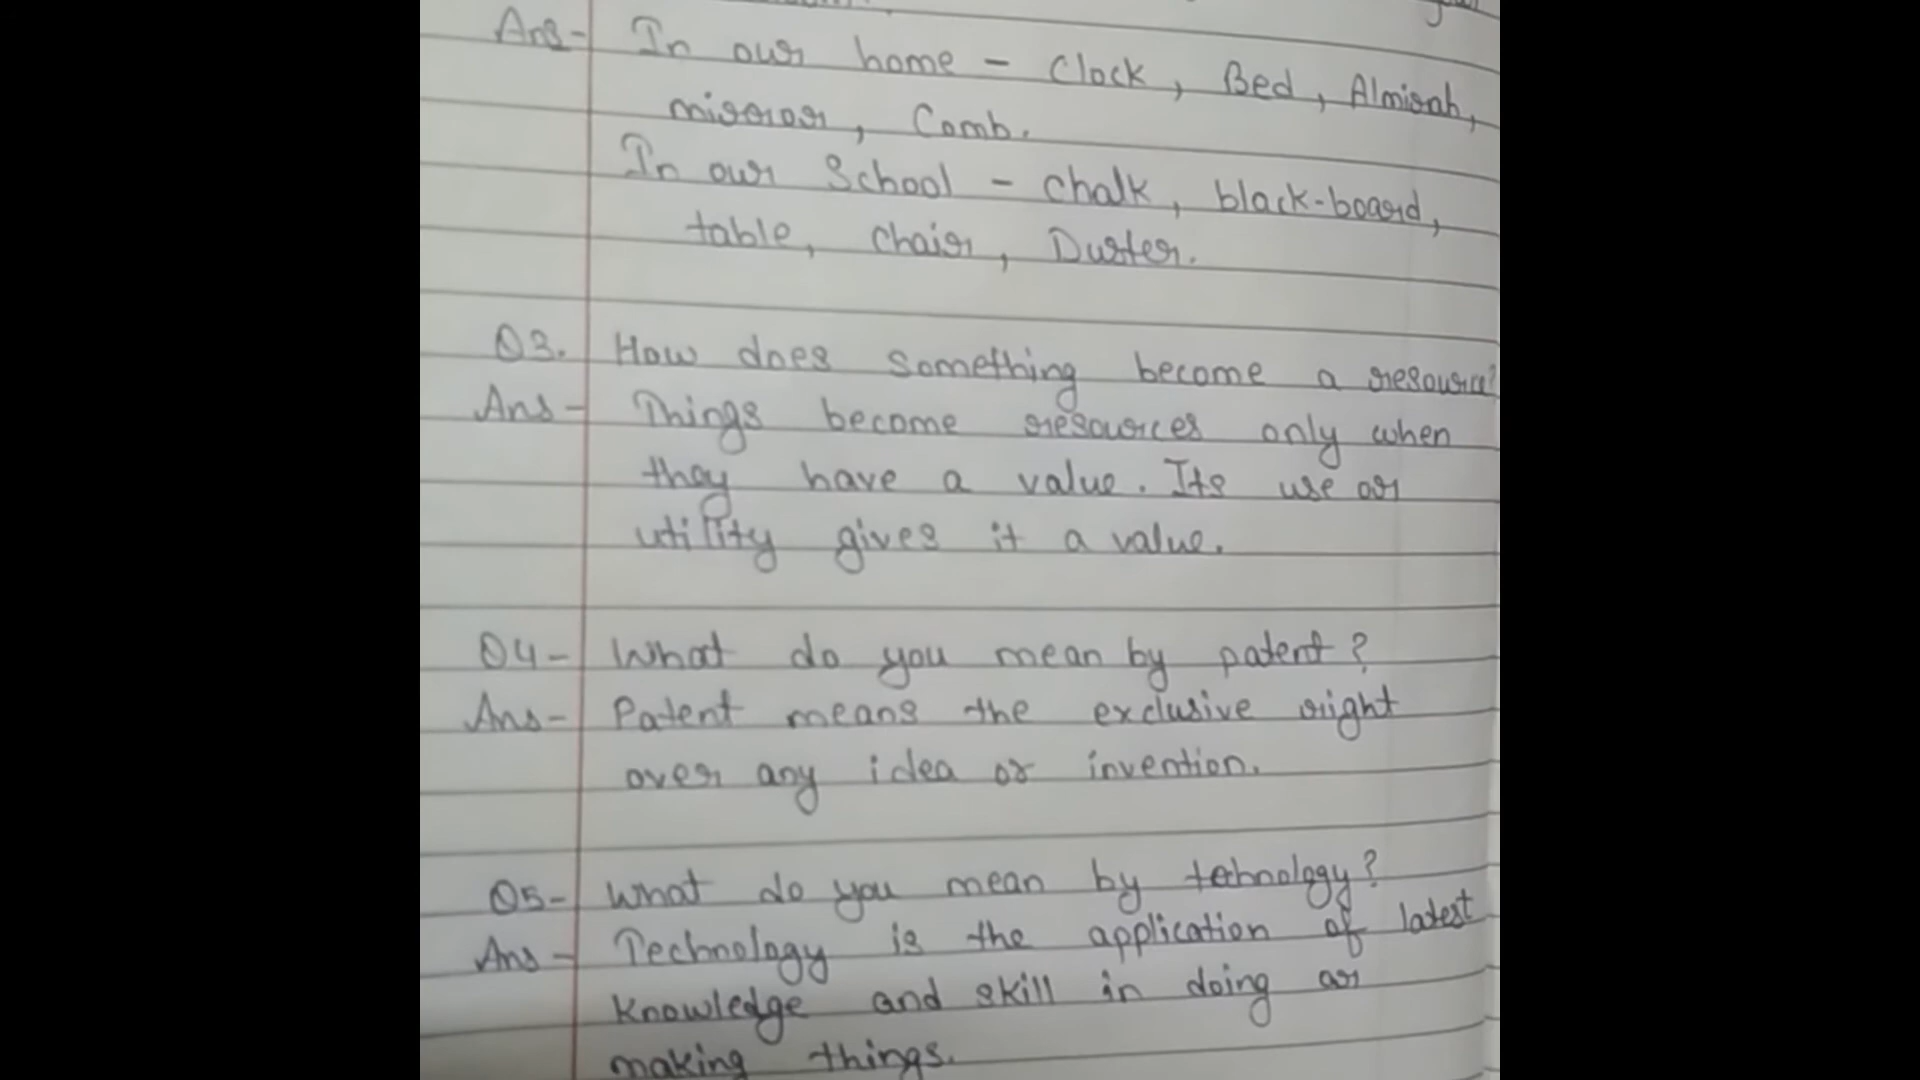 Ans- In our home - Clock, Bed, Almirah,
mirror, Comb.
In our School - Chalk, black-board,
table, Chair, Duster.
Q3. How does something become a resource?
Ans- Things become resources only when
they have a value. Its use or
utility gives it a value.
Q4- What do you mean by patent?
Ans- Patent means the exclusive right
over any idea or invention.
Q5- What do you mean by technology?
Ans- Technology is the application of latest
Knowledge and skill in doing or
making things.